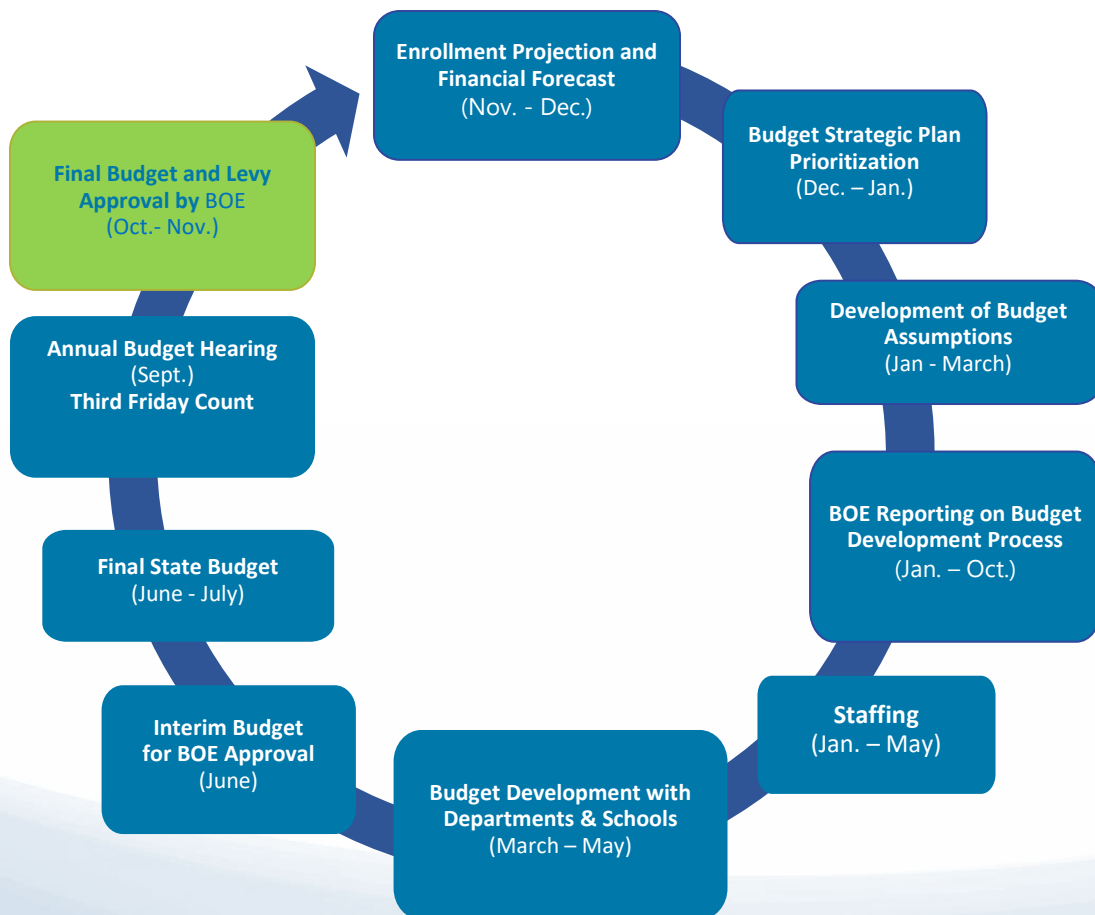 Enrollment Projection and
Financial Forecast
(Nov. - Dec.)
Budget Strategic Plan
Prioritization
(Dec. – Jan.)
Development of Budget
Assumptions
(Jan - March)
BOE Reporting on Budget
Development Process
(Jan. – Oct.)
Staffing
(Jan. – May)
Budget Development with
Departments & Schools
(March – May)
Interim Budget
for BOE Approval
(June)
Final State Budget
(June - July)
Annual Budget Hearing
(Sept.)
Third Friday Count
Final Budget and Levy
Approval by BOE
(Oct.- Nov.)